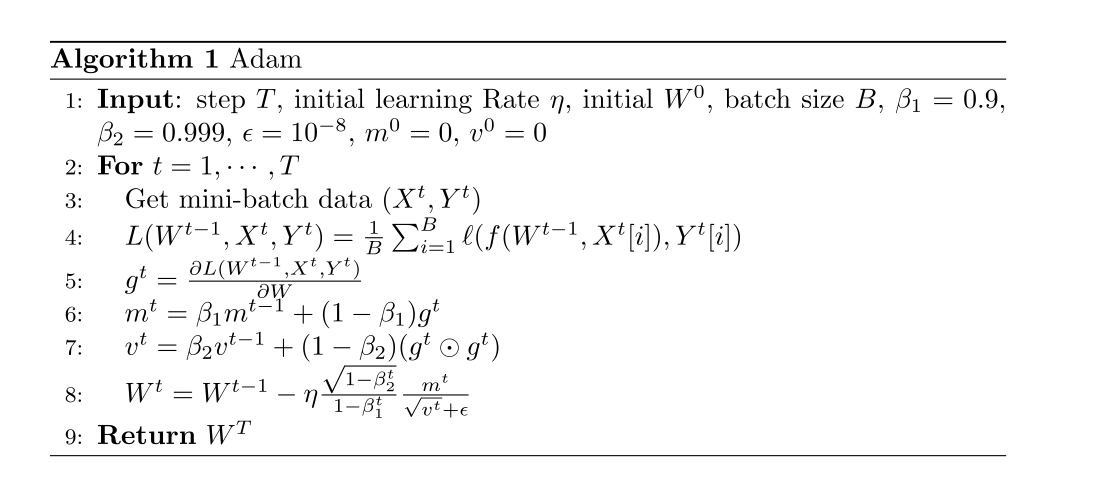 Algorithm 1 Adam
1: Input: step $T$, initial learning Rate $\eta$, initial $W^0$, batch size $B$, $\beta_1 = 0.9$,
$\beta_2 = 0.999$, $\epsilon = 10^{-8}$, $m^0 = 0$, $v^0 = 0$
2: For $t = 1, \cdots, T$
3: Get mini-batch data $(X^t, Y^t)$
4: $L(W^{t-1}, X^t, Y^t) = \frac{1}{B} \sum_{i=1}^{B} \ell(f(W^{t-1}, X^t[i]), Y^t[i])$
5: $g^t = \frac{\partial L(W^{t-1}, X^t, Y^t)}{\partial W}$
6: $m^t = \beta_1 m^{t-1} + (1 - \beta_1) g^t$
7: $v^t = \beta_2 v^{t-1} + (1 - \beta_2)(g^t \odot g^t)$
8: $W^t = W^{t-1} - \eta \frac{\sqrt{1-\beta_2^t}}{1-\beta_1^t} \frac{m^t}{\sqrt{v^t}+\epsilon}$
9: Return $W^T$